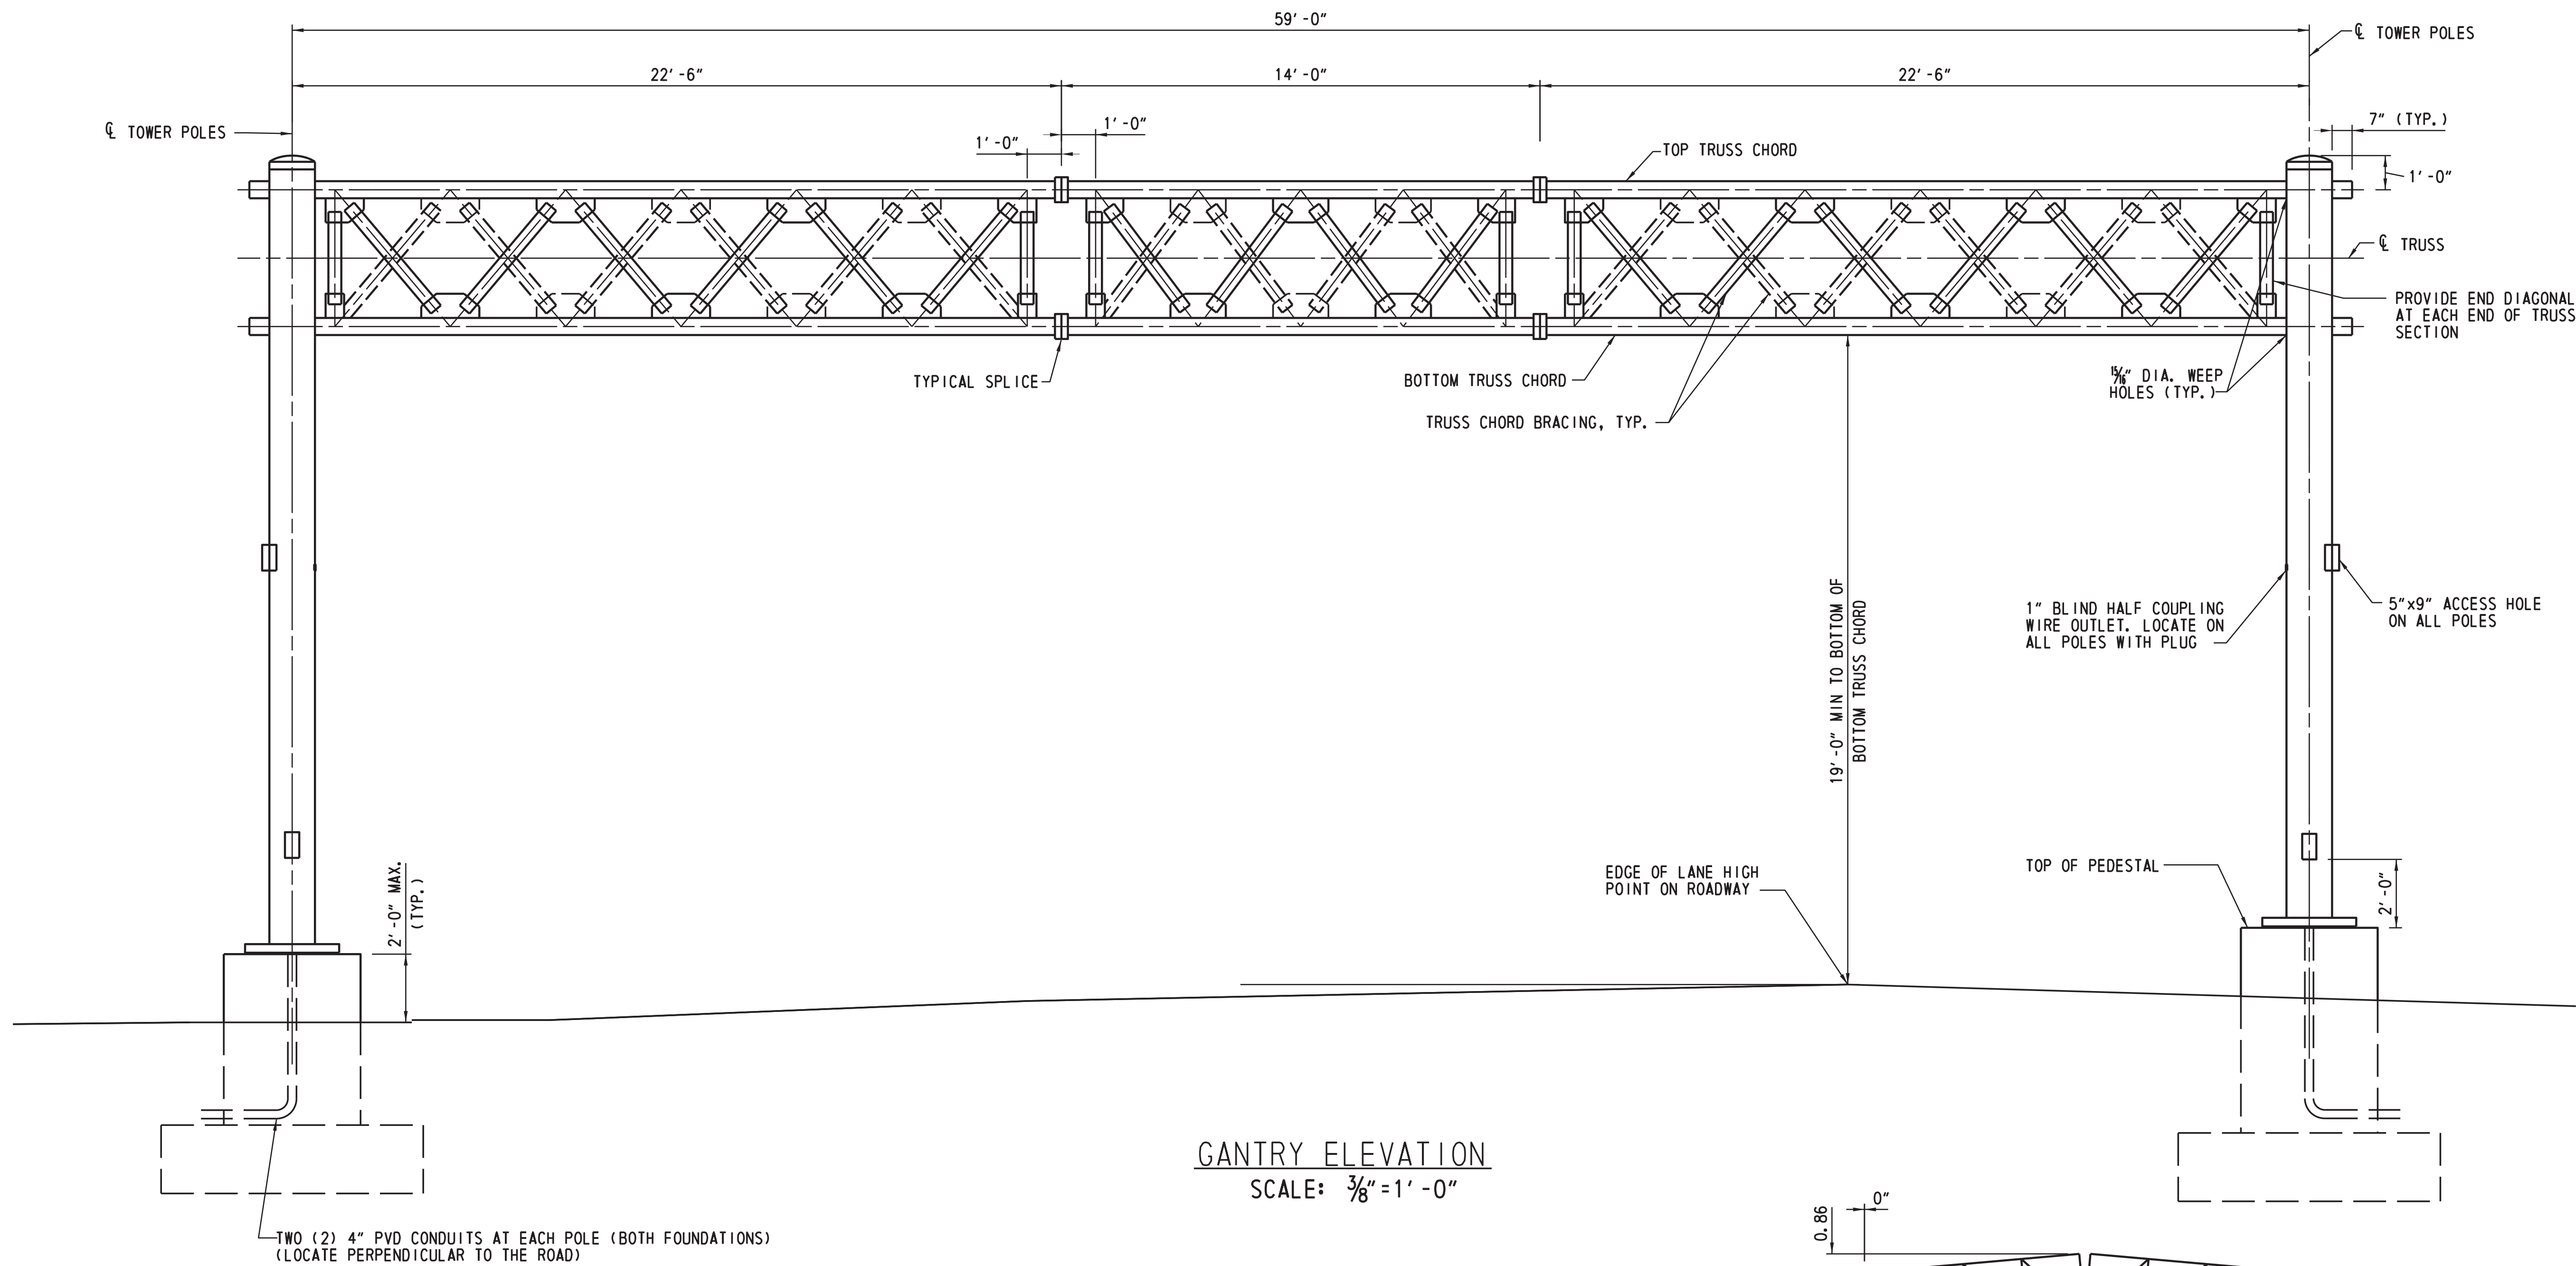 59'-0"
℄ TOWER POLES
22'-6"
14'-0"
22'-6"
℄ TOWER POLES
1'-0"
1'-0"
7" (TYP.)
TOP TRUSS CHORD
1'-0"
℄ TRUSS
PROVIDE END DIAGONAL
AT EACH END OF TRUSS
SECTION
TYPICAL SPLICE
BOTTOM TRUSS CHORD
15/16" DIA. WEEP
HOLES (TYP.)
TRUSS CHORD BRACING, TYP.
19'-0" MIN TO BOTTOM OF
BOTTOM TRUSS CHORD
1" BLIND HALF COUPLING
WIRE OUTLET. LOCATE ON
ALL POLES WITH PLUG
5"x9" ACCESS HOLE
ON ALL POLES
2'-0" MAX.
(TYP.)
EDGE OF LANE HIGH
POINT ON ROADWAY
TOP OF PEDESTAL
2'-0"
GANTRY ELEVATION
SCALE: 3/8"=1'-0"
TWO (2) 4" PVD CONDUITS AT EACH POLE (BOTH FOUNDATIONS)
(LOCATE PERPENDICULAR TO THE ROAD)
0.86
0"